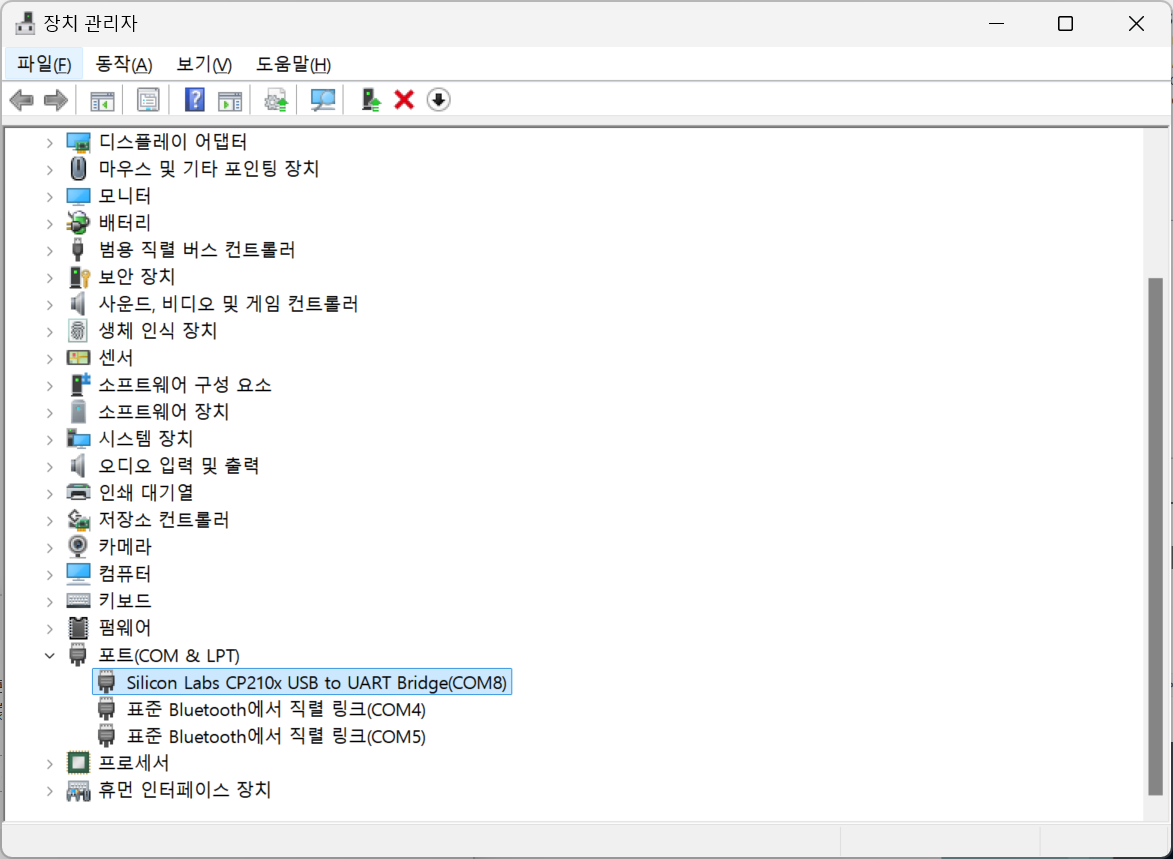 장치 관리자
파일(F) 동작(A) 보기(V) 도움말(H)
디스플레이 어댑터
마우스 및 기타 포인팅 장치
모니터
배터리
범용 직렬 버스 컨트롤러
보안 장치
사운드, 비디오 및 게임 컨트롤러
생체 인식 장치
센서
소프트웨어 구성 요소
소프트웨어 장치
시스템 장치
오디오 입력 및 출력
인쇄 대기열
저장소 컨트롤러
카메라
컴퓨터
키보드
펌웨어
포트(COM & LPT)
Silicon Labs CP210x USB to UART Bridge(COM8)
표준 Bluetooth에서 직렬 링크(COM4)
표준 Bluetooth에서 직렬 링크(COM5)
프로세서
휴먼 인터페이스 장치